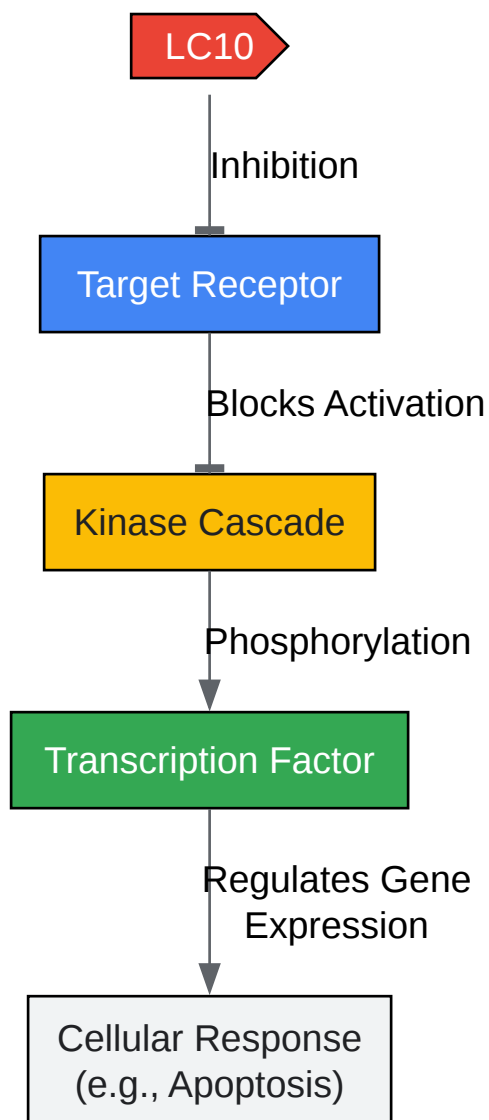 LC10
Inhibition
Target Receptor
Blocks Activation
Kinase Cascade
Phosphorylation
Transcription Factor
Regulates Gene
Expression
Cellular Response
(e.g., Apoptosis)